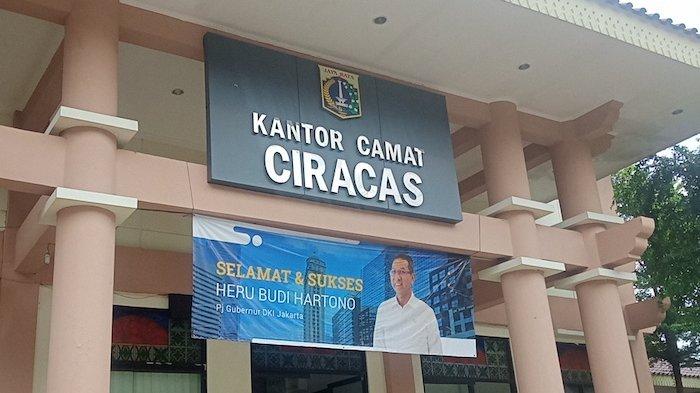 JAYA RAYA
KANTOR CAMAT
CIRACAS
SELAMAT & SUKSES
HERU BUDI HARTONO
Pj Gubernur DKI Jakarta